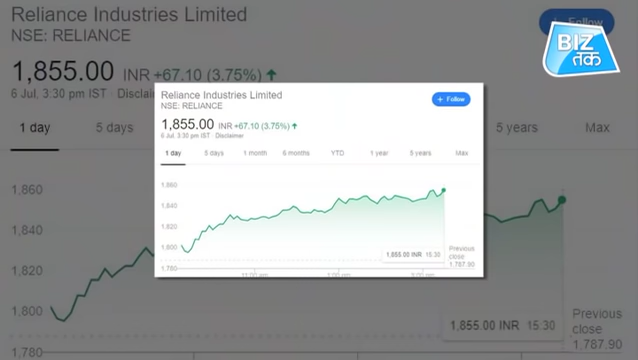 Reliance Industries Limited
NSE: RELIANCE
+ Follow
1,855.00 INR +67.10 (3.75%) ↑
6 Jul, 3:30 pm IST · Disclai
1 day
5 days
5 years
Max
1,860
1,840
1,820
1,800
1,780
1,855.00 INR 15:30
Previous
close
1,787.90
BIZ
तक
Reliance Industries Limited
NSE: RELIANCE
+ Follow
1,855.00 INR +67.10 (3.75%) ↑
6 Jul, 3:30 pm IST · Disclaimer
1 day 5 days 1 month 6 months YTD 1 year 5 years Max
1,860
1,840
1,820
1,800
1,780
1,855.00 INR 15:30
Previous
close
1,787.90